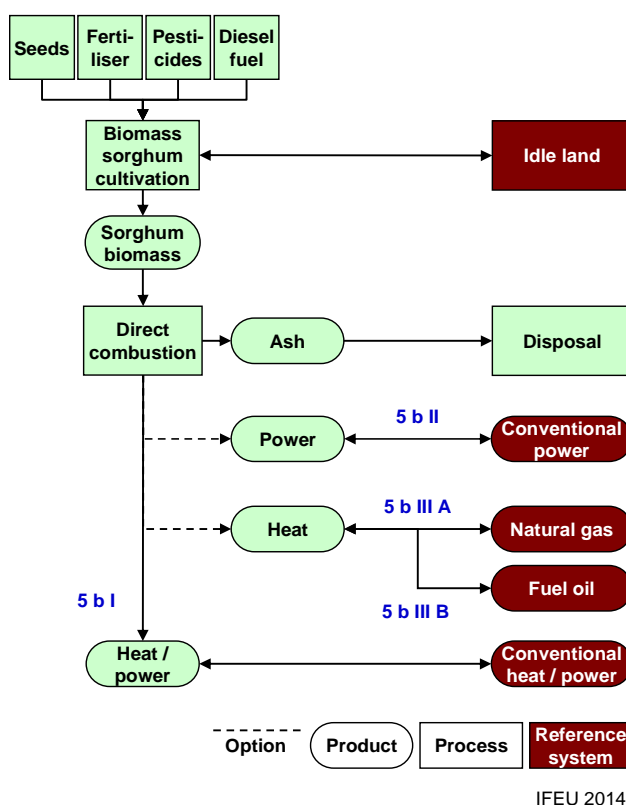 Seeds
Ferti-
liser
Pesti-
cides
Diesel
fuel
Biomass
sorghum
cultivation
Idle land
Sorghum
biomass
Direct
combustion
Ash
Disposal
5 b II
Power
Conventional
power
5 b III A
Heat
Natural gas
5 b I
Fuel oil
5 b III B
Heat /
power
Conventional
heat / power
Option
Product
Process
Reference
system
IFEU 2014